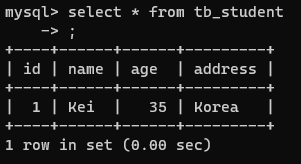 mysql> select * from tb_student
    -> ;
+----+------+------+---------+
| id | name | age  | address |
+----+------+------+---------+
|  1 | Kei  |   35 | Korea   |
+----+------+------+---------+
1 row in set (0.00 sec)